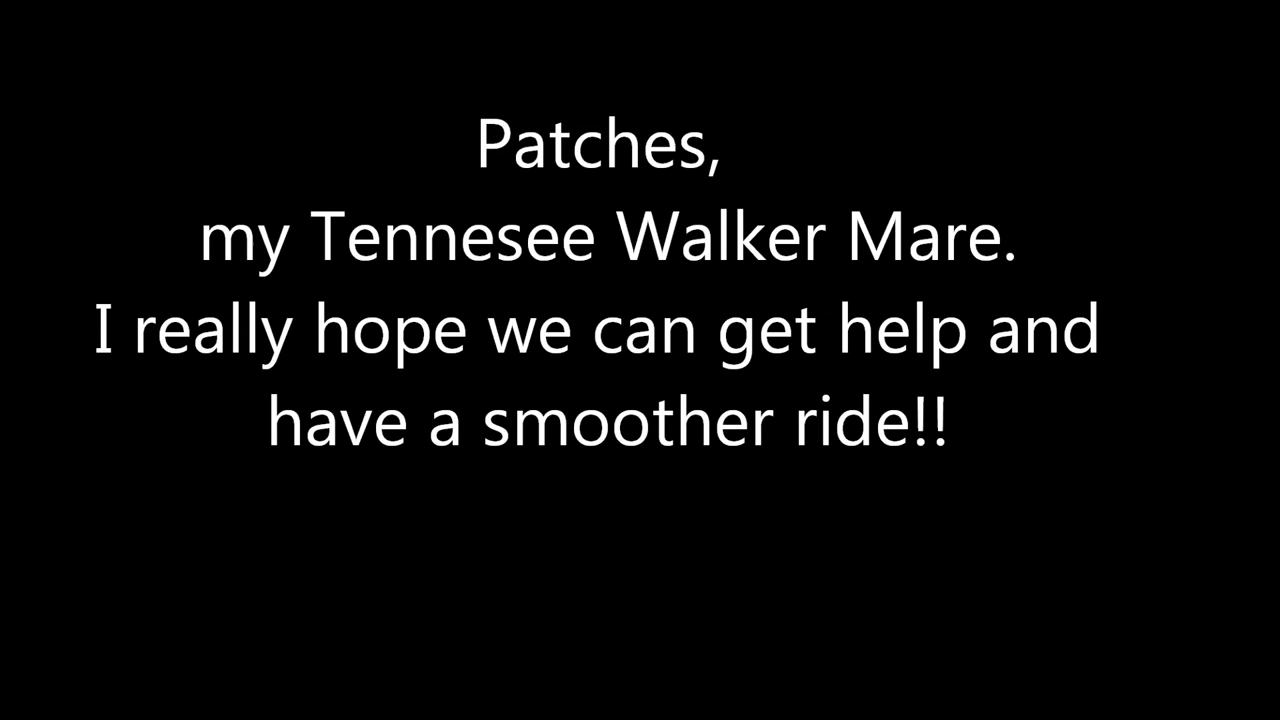 Patches,
my Tennesee Walker Mare.
I really hope we can get help and
have a smoother ride!!